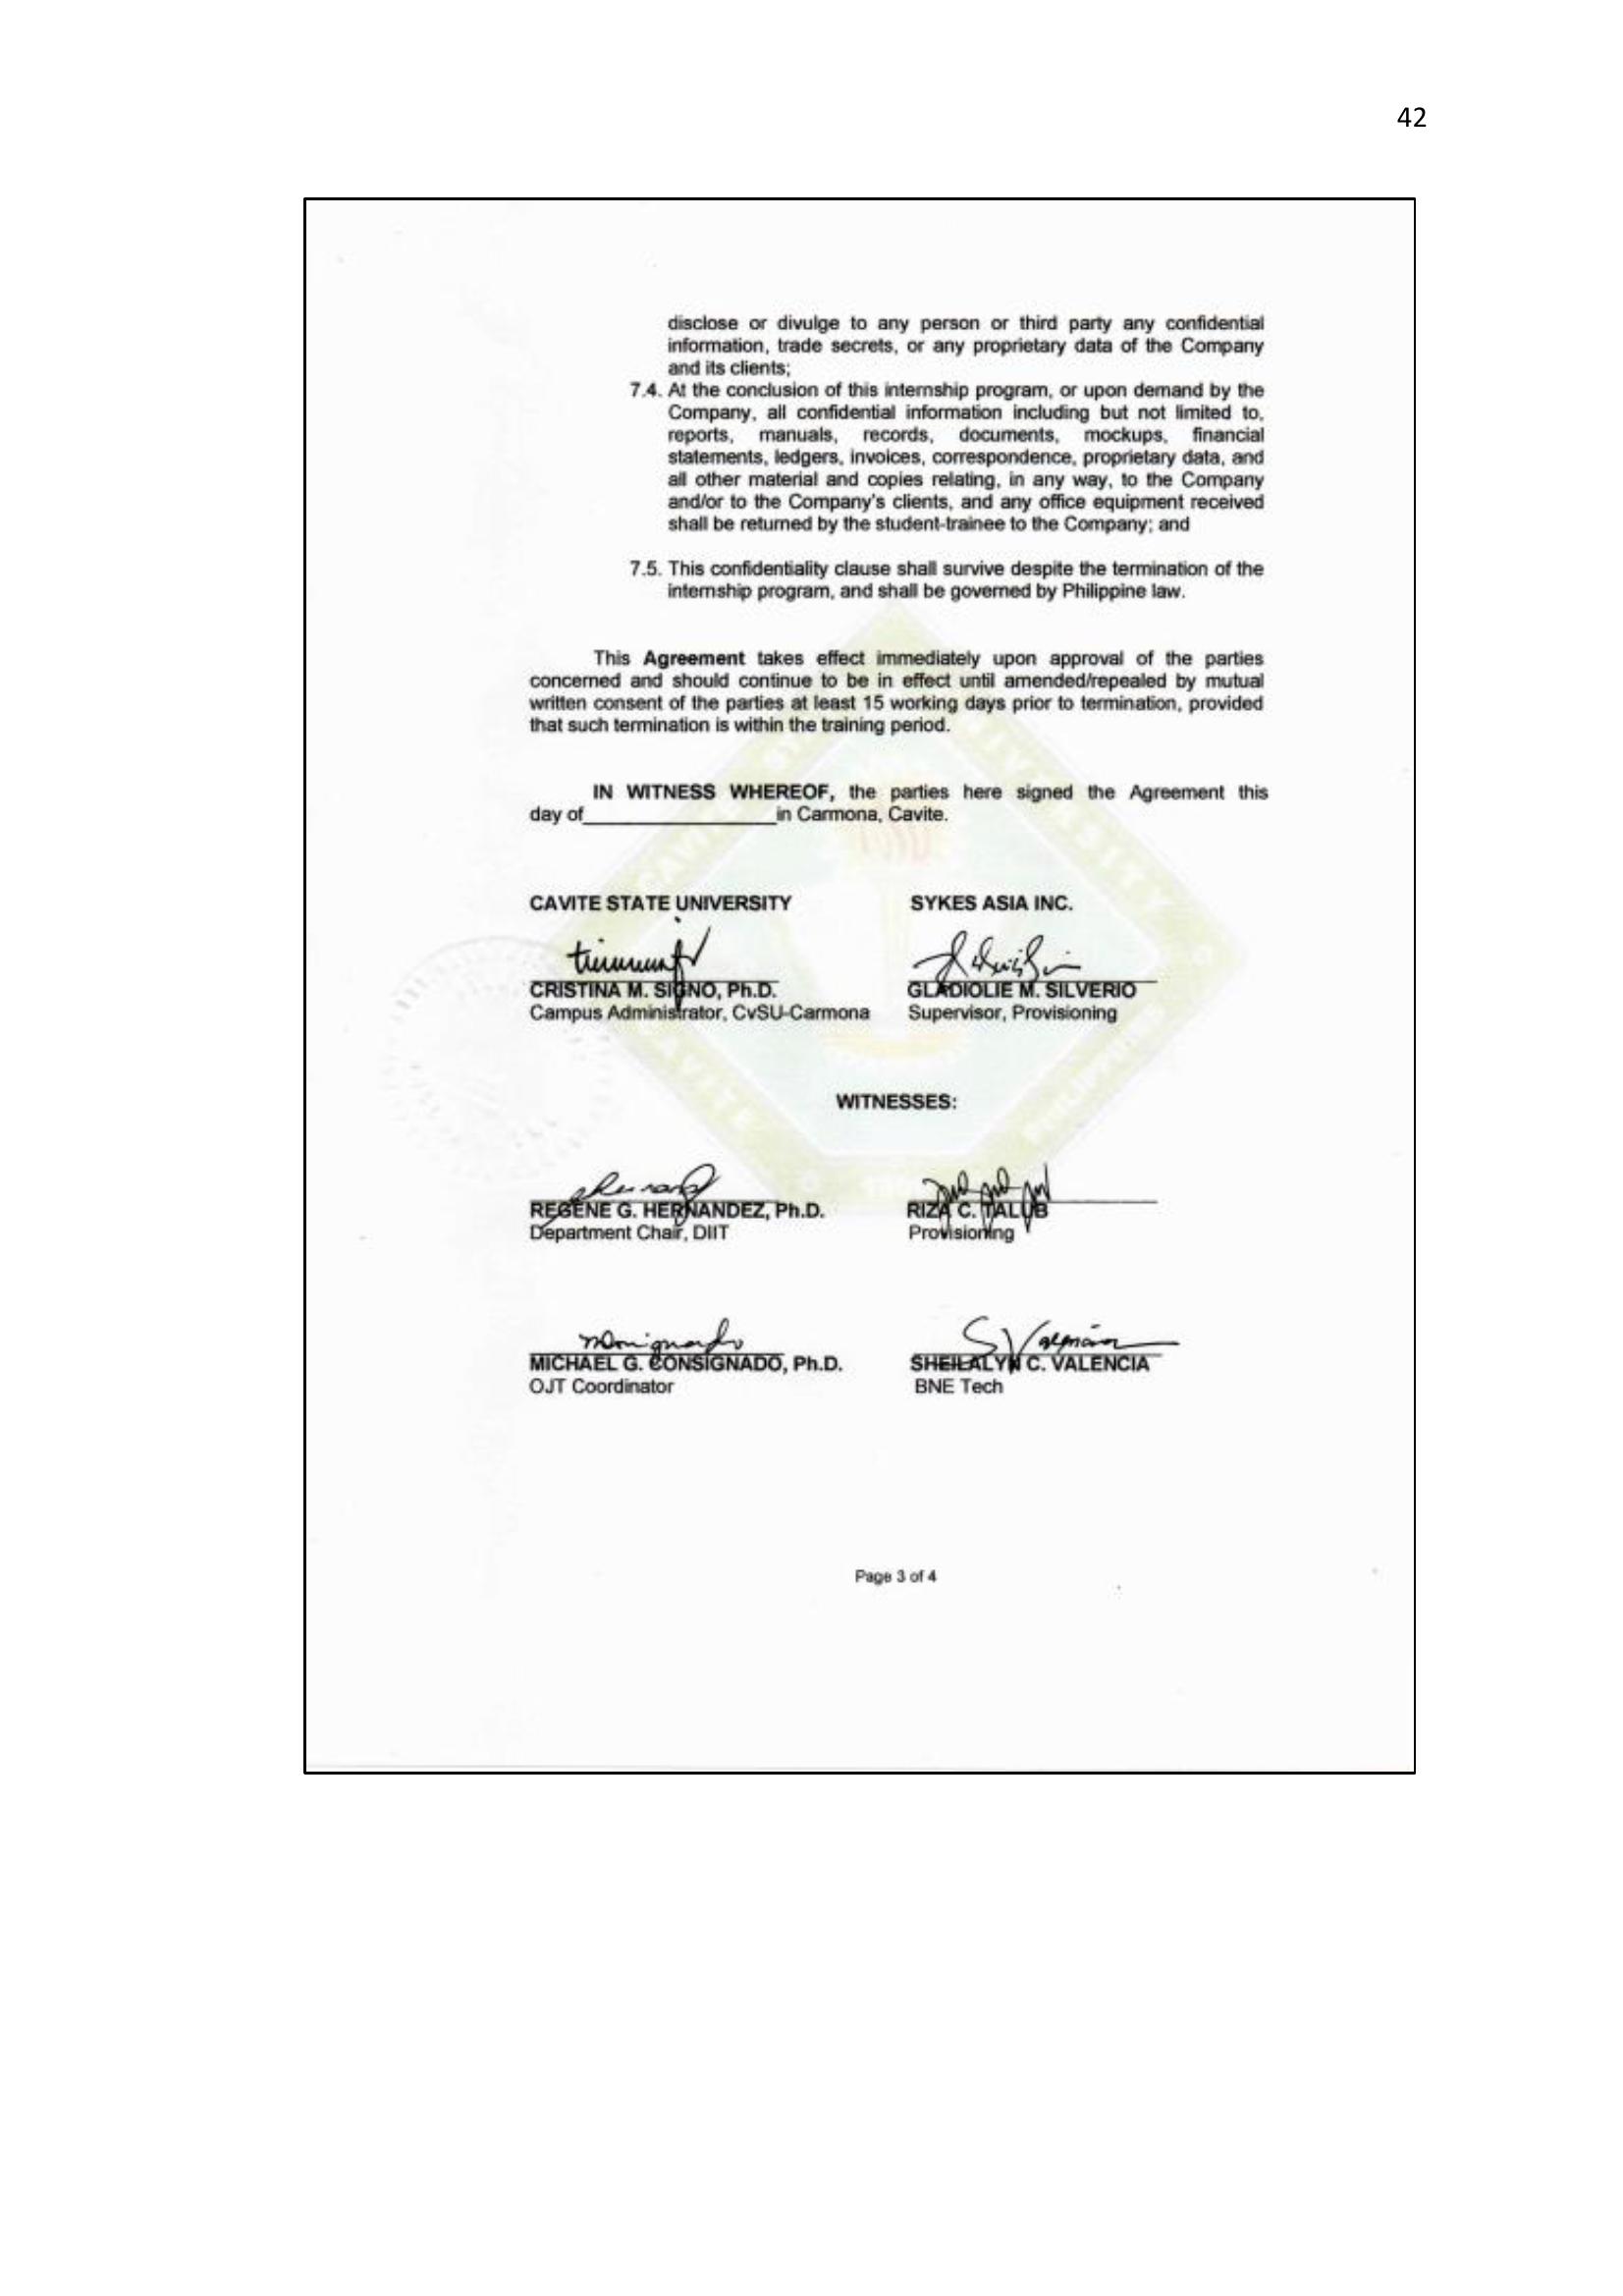 42
disclose or divulge to any person or third party any confidential
information, trade secrets, or any proprietary data of the Company
and its clients;
7.4. At the conclusion of this internship program, or upon demand by the
Company, all confidential information including but not limited to,
reports, manuals, records, documents, mockups, financial
statements, ledgers, invoices, correspondence, proprietary data, and
all other material and copies relating, in any way, to the Company
and/or to the Company's clients, and any office equipment received
shall be returned by the student-trainee to the Company; and
7.5. This confidentiality clause shall survive despite the termination of the
internship program, and shall be governed by Philippine law.
This Agreement takes effect immediately upon approval of the parties
concerned and should continue to be in effect until amended/repealed by mutual
written consent of the parties at least 15 working days prior to termination, provided
that such termination is within the training period.
IN WITNESS WHEREOF, the parties here signed the Agreement this
day of_________________in Carmona, Cavite.
CAVITE STATE UNIVERSITY SYKES ASIA INC.
CRISTINA M. SIGNO, Ph.D. GLADIOLIE M. SILVERIO
Campus Administrator, CvSU-Carmona Supervisor, Provisioning
WITNESSES:
REGENE G. HERNANDEZ, Ph.D. RIZA C. TALUB
Department Chair, DIIT Provisioning
S Valencia
MICHAEL G. CONSIGNADO, Ph.D. SHEILALYN C. VALENCIA
OJT Coordinator BNE Tech
Page 3 of 4